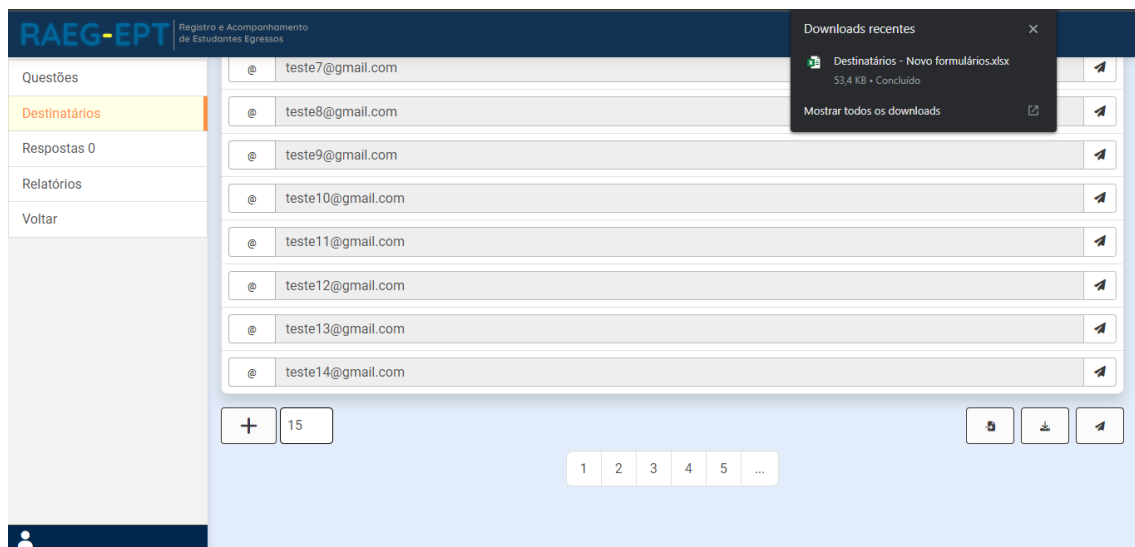 RAEG-EPT
Registro e Acompanhamento
de Estudantes Egressos
Downloads recentes
Destinatários - Novo formulários.xlsx
53,4 KB • Concluído
Mostrar todos os downloads
Questões
Destinatários
Respostas 0
Relatórios
Voltar
@ teste7@gmail.com
@ teste8@gmail.com
@ teste9@gmail.com
@ teste10@gmail.com
@ teste11@gmail.com
@ teste12@gmail.com
@ teste13@gmail.com
@ teste14@gmail.com
+ 15
1 2 3 4 5 ...